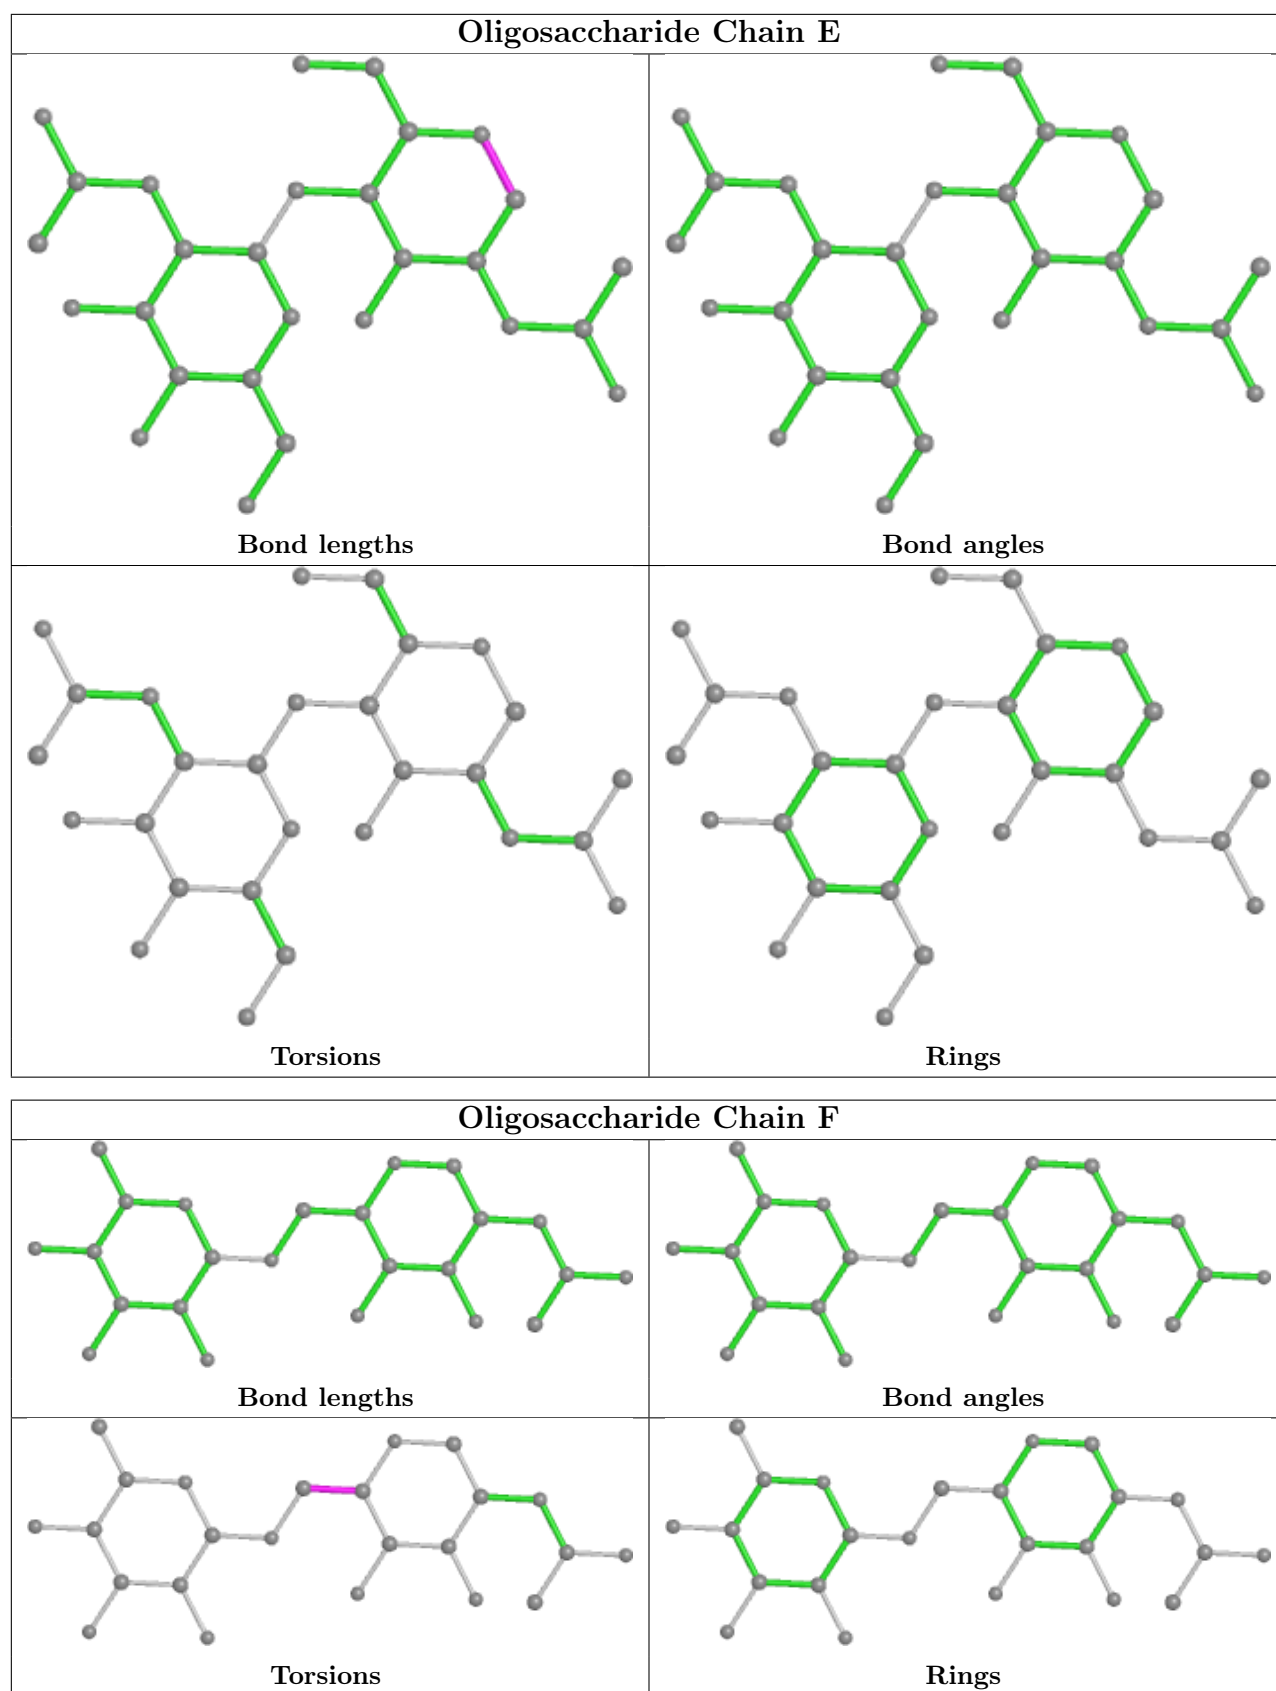 Oligosaccharide Chain E
Bond lengths
Bond angles
Torsions
Rings
Oligosaccharide Chain F
Bond lengths
Bond angles
Torsions
Rings